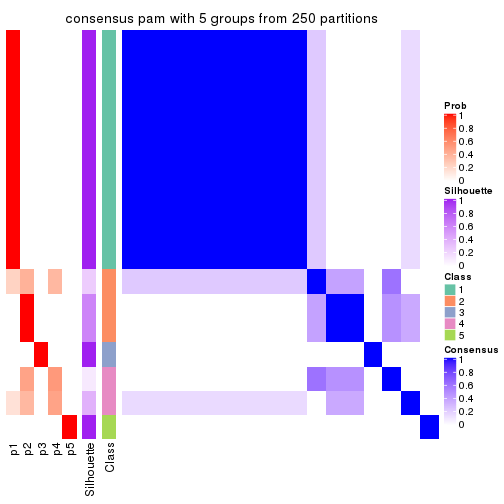 consensus pam with 5 groups from 250 partitions
Prob
1
0.8
0.6
0.4
0.2
0
Silhouette
1
0.8
0.6
0.4
0.2
0
Class
1
2
3
4
5
Consensus
1
0.8
0.6
0.4
0.2
0
p1
p2
p3
p4
p5
Silhouette
Class